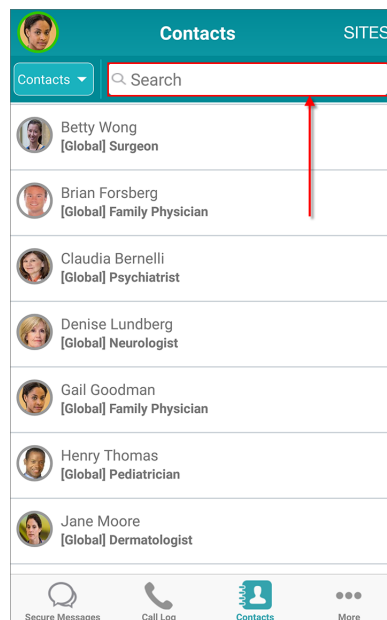 Contacts
SITES
Contacts
Search
Betty Wong
[Global] Surgeon
Brian Forsberg
[Global] Family Physician
Claudia Bernelli
[Global] Psychiatrist
Denise Lundberg
[Global] Neurologist
Gail Goodman
[Global] Family Physician
Henry Thomas
[Global] Pediatrician
Jane Moore
[Global] Dermatologist
Secure Messages
Call Log
Contacts
More